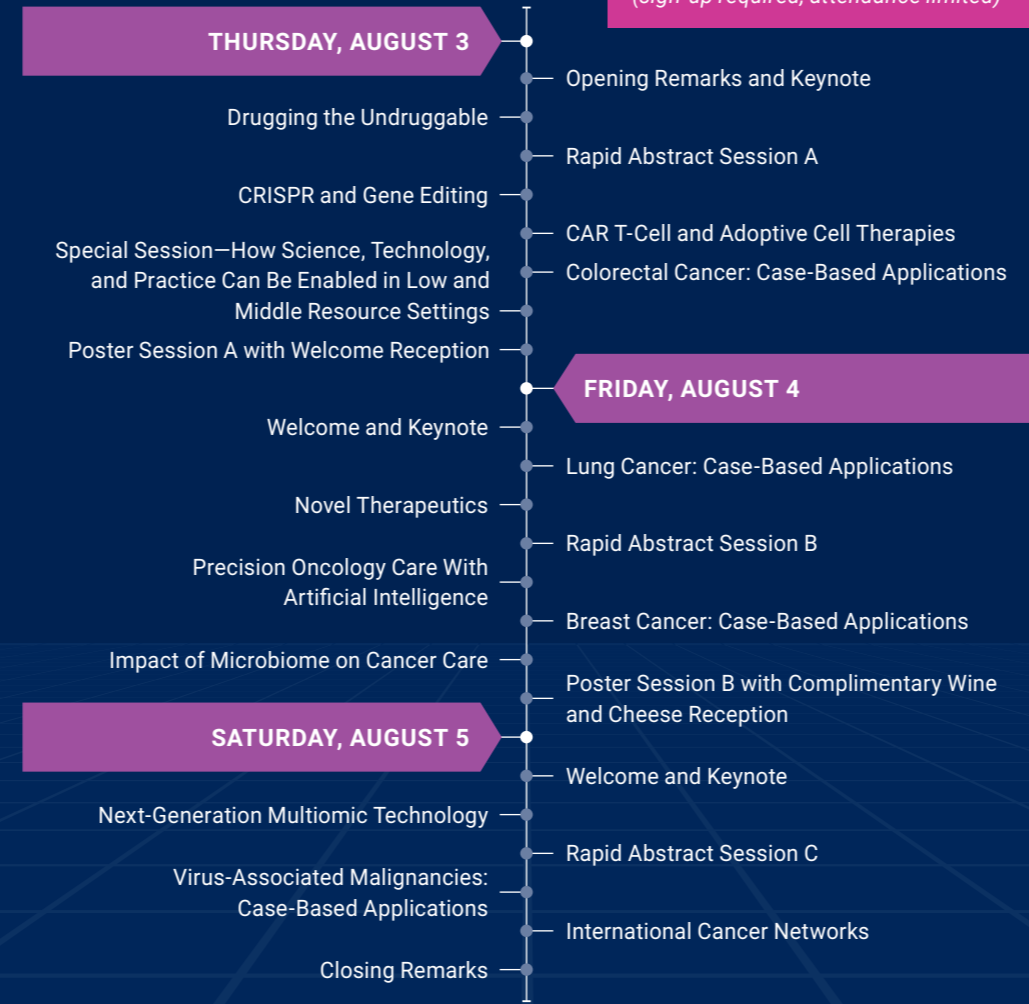 (sign-up required, attendance limited)
THURSDAY, AUGUST 3
Opening Remarks and Keynote
Drugging the Undruggable
Rapid Abstract Session A
CRISPR and Gene Editing
CAR T-Cell and Adoptive Cell Therapies
Colorectal Cancer: Case-Based Applications
Special Session—How Science, Technology,
and Practice Can Be Enabled in Low and
Middle Resource Settings
Poster Session A with Welcome Reception
FRIDAY, AUGUST 4
Welcome and Keynote
Lung Cancer: Case-Based Applications
Novel Therapeutics
Rapid Abstract Session B
Precision Oncology Care With
Artificial Intelligence
Breast Cancer: Case-Based Applications
Impact of Microbiome on Cancer Care
Poster Session B with Complimentary Wine
and Cheese Reception
SATURDAY, AUGUST 5
Welcome and Keynote
Next-Generation Multiomic Technology
Rapid Abstract Session C
Virus-Associated Malignancies:
Case-Based Applications
International Cancer Networks
Closing Remarks